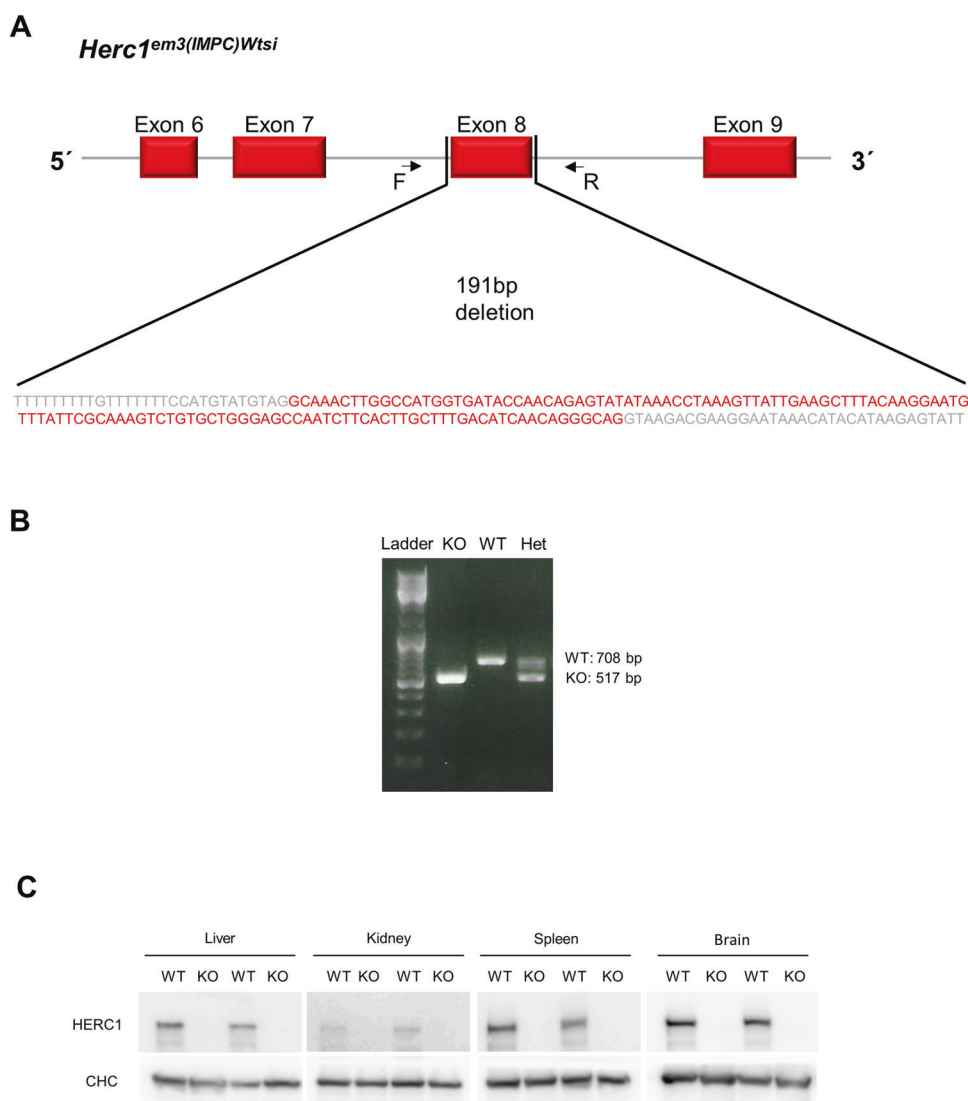 A
Herc1em3(IMPC)Wtsi
Exon 6 Exon 7 Exon 8 Exon 9
5´ 3´
F R
191bp
deletion
TTTTTTTTTGTTTTTTTCCATGTATGTAGGCAAACTTGGCCATGGTGATACCAACAGAGTATATAAACCTAAAGTTATTGAAGCTTTACAAGGAATG
TTTATTCGCAAAGTCTGTGCTGGGAGCCAATCTTCACTTGCTTTGACATCAACAGGGCAGGTAAGACGAAGGAATAAACATACATAAGAGTATT
B
Ladder KO WT Het
WT: 708 bp
KO: 517 bp
C
Liver Kidney Spleen Brain
WT KO WT KO WT KO WT KO WT KO WT KO WT KO WT KO
HERC1
CHC